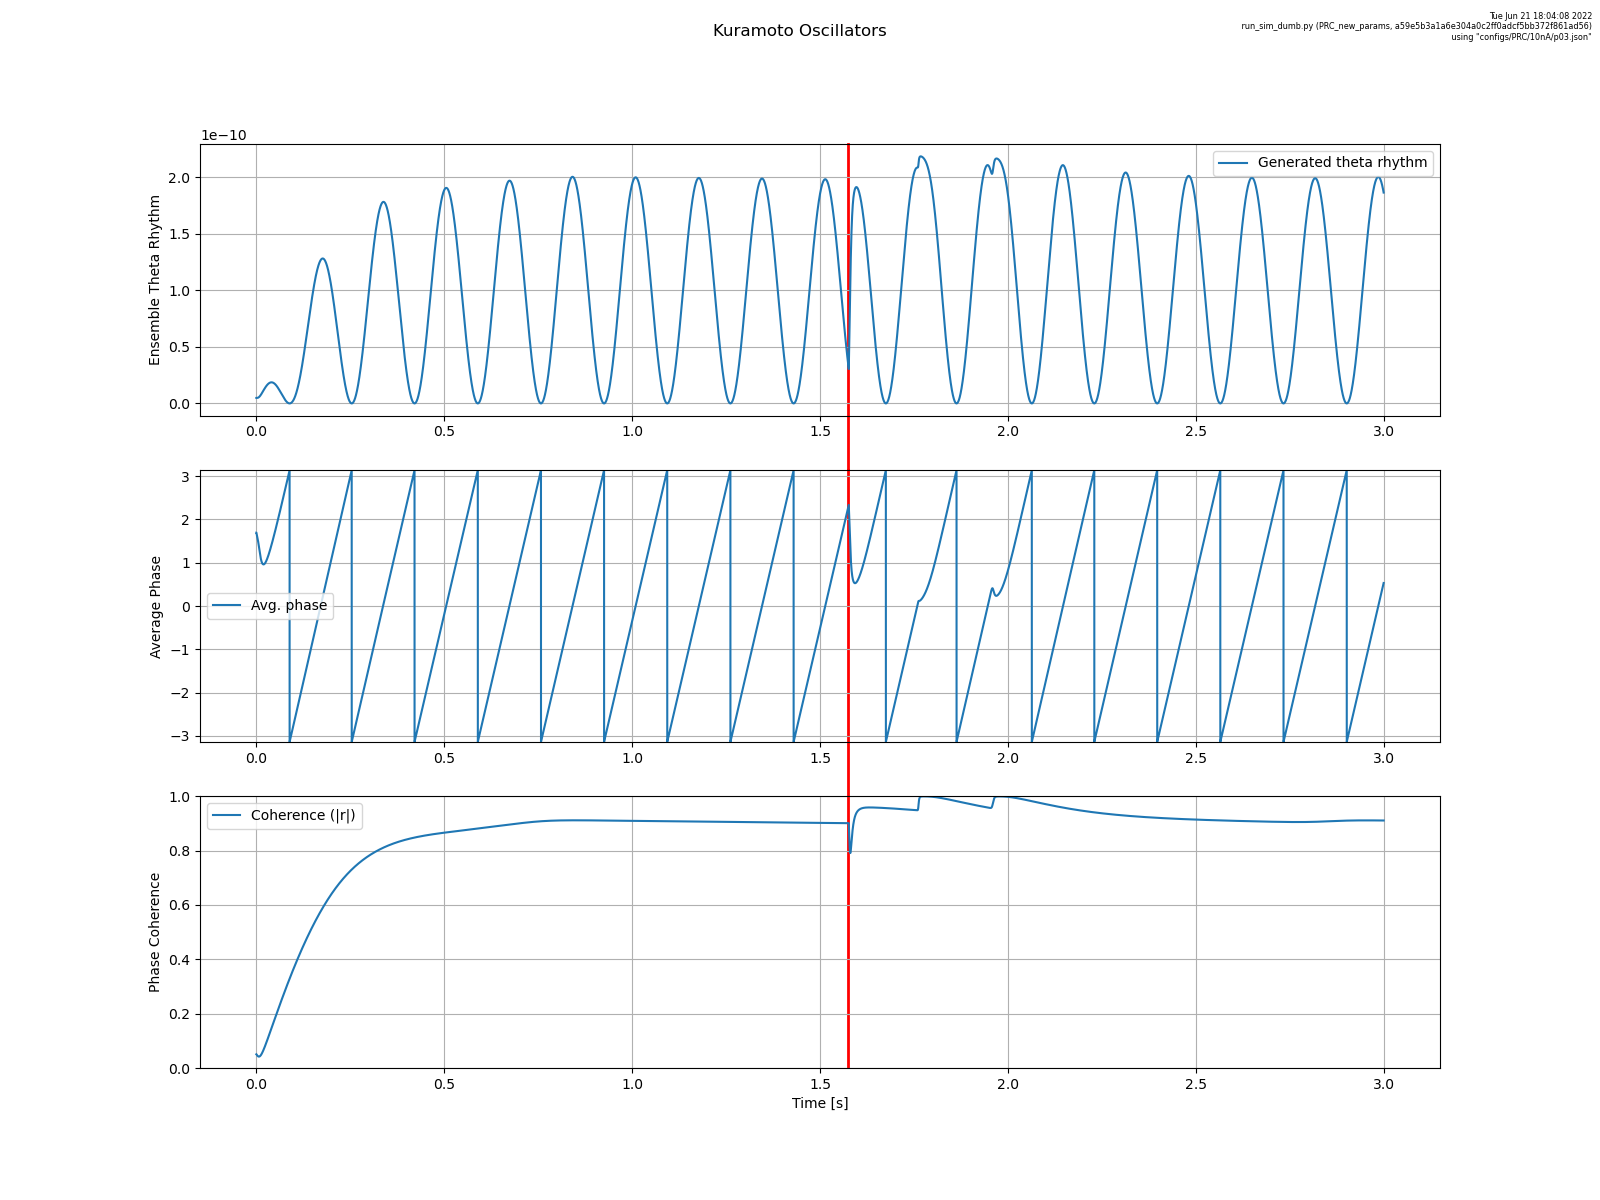 Tue Jun 21 18:04:08 2022
run_sim_dumb.py (PRC_new_params, a59e5b3a1a6e304a0c2ff0adcf5bb372f861ad56)
using "configs/PRC/10nA/p03.json"
Kuramoto Oscillators
1e−10
Generated theta rhythm
Ensemble Theta Rhythm
2.0
1.5
1.0
0.5
0.0
0.0 0.5 1.0 1.5 2.0 2.5 3.0
Average Phase
3
2
1
0
−1
−2
−3
Avg. phase
0.0 0.5 1.0 1.5 2.0 2.5 3.0
Phase Coherence
1.0
0.8
0.6
0.4
0.2
0.0
Coherence (|r|)
0.0 0.5 1.0 1.5 2.0 2.5 3.0
Time [s]